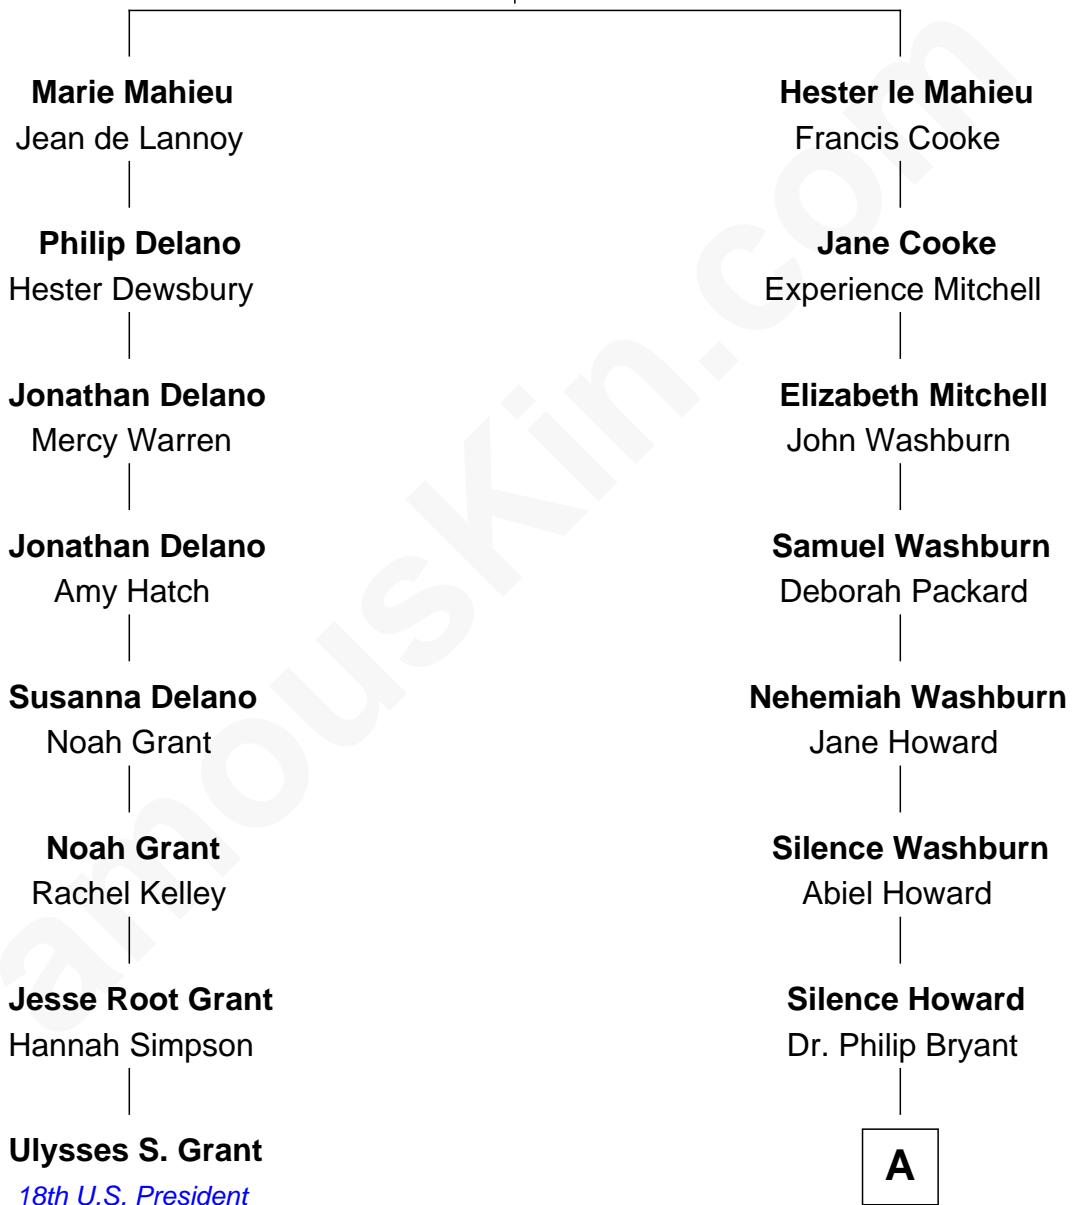 Marie Mahieu
Jean de Lannoy
Hester le Mahieu
Francis Cooke
Philip Delano
Hester Dewsbury
Jane Cooke
Experience Mitchell
Jonathan Delano
Mercy Warren
Elizabeth Mitchell
John Washburn
Jonathan Delano
Amy Hatch
Samuel Washburn
Deborah Packard
Susanna Delano
Noah Grant
Nehemiah Washburn
Jane Howard
Noah Grant
Rachel Kelley
Silence Washburn
Abiel Howard
Jesse Root Grant
Hannah Simpson
Silence Howard
Dr. Philip Bryant
Ulysses S. Grant
18th U.S. President
A
amouskin.com